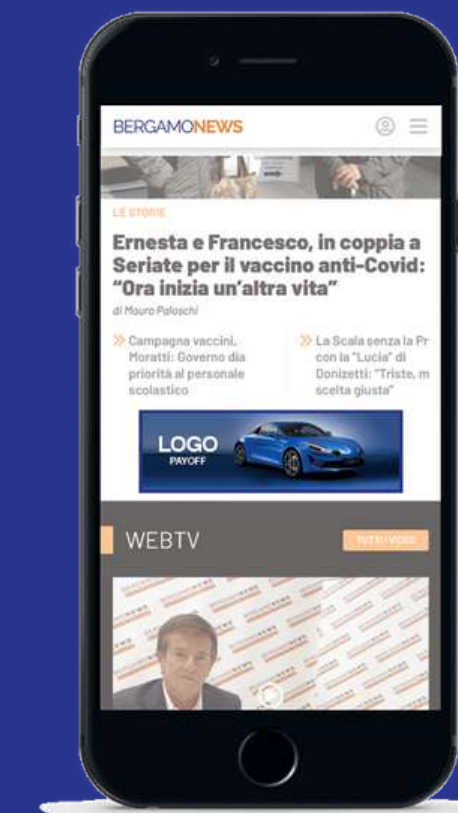 BERGAMONEWS
LE STORIE
Ernesta e Francesco, in coppia a
Seriate per il vaccino anti-Covid:
“Ora inizia un’altra vita”
di Mauro Paloschi
Campagna vaccini,
Moratti: Governo dia
priorità al personale
scolastico
La Scala senza la Pr
con la "Lucia" di
Donizetti: "Triste, m
scelta giusta"
LOGO
PAYOFF
WEBTV
TUTTI I VIDEO